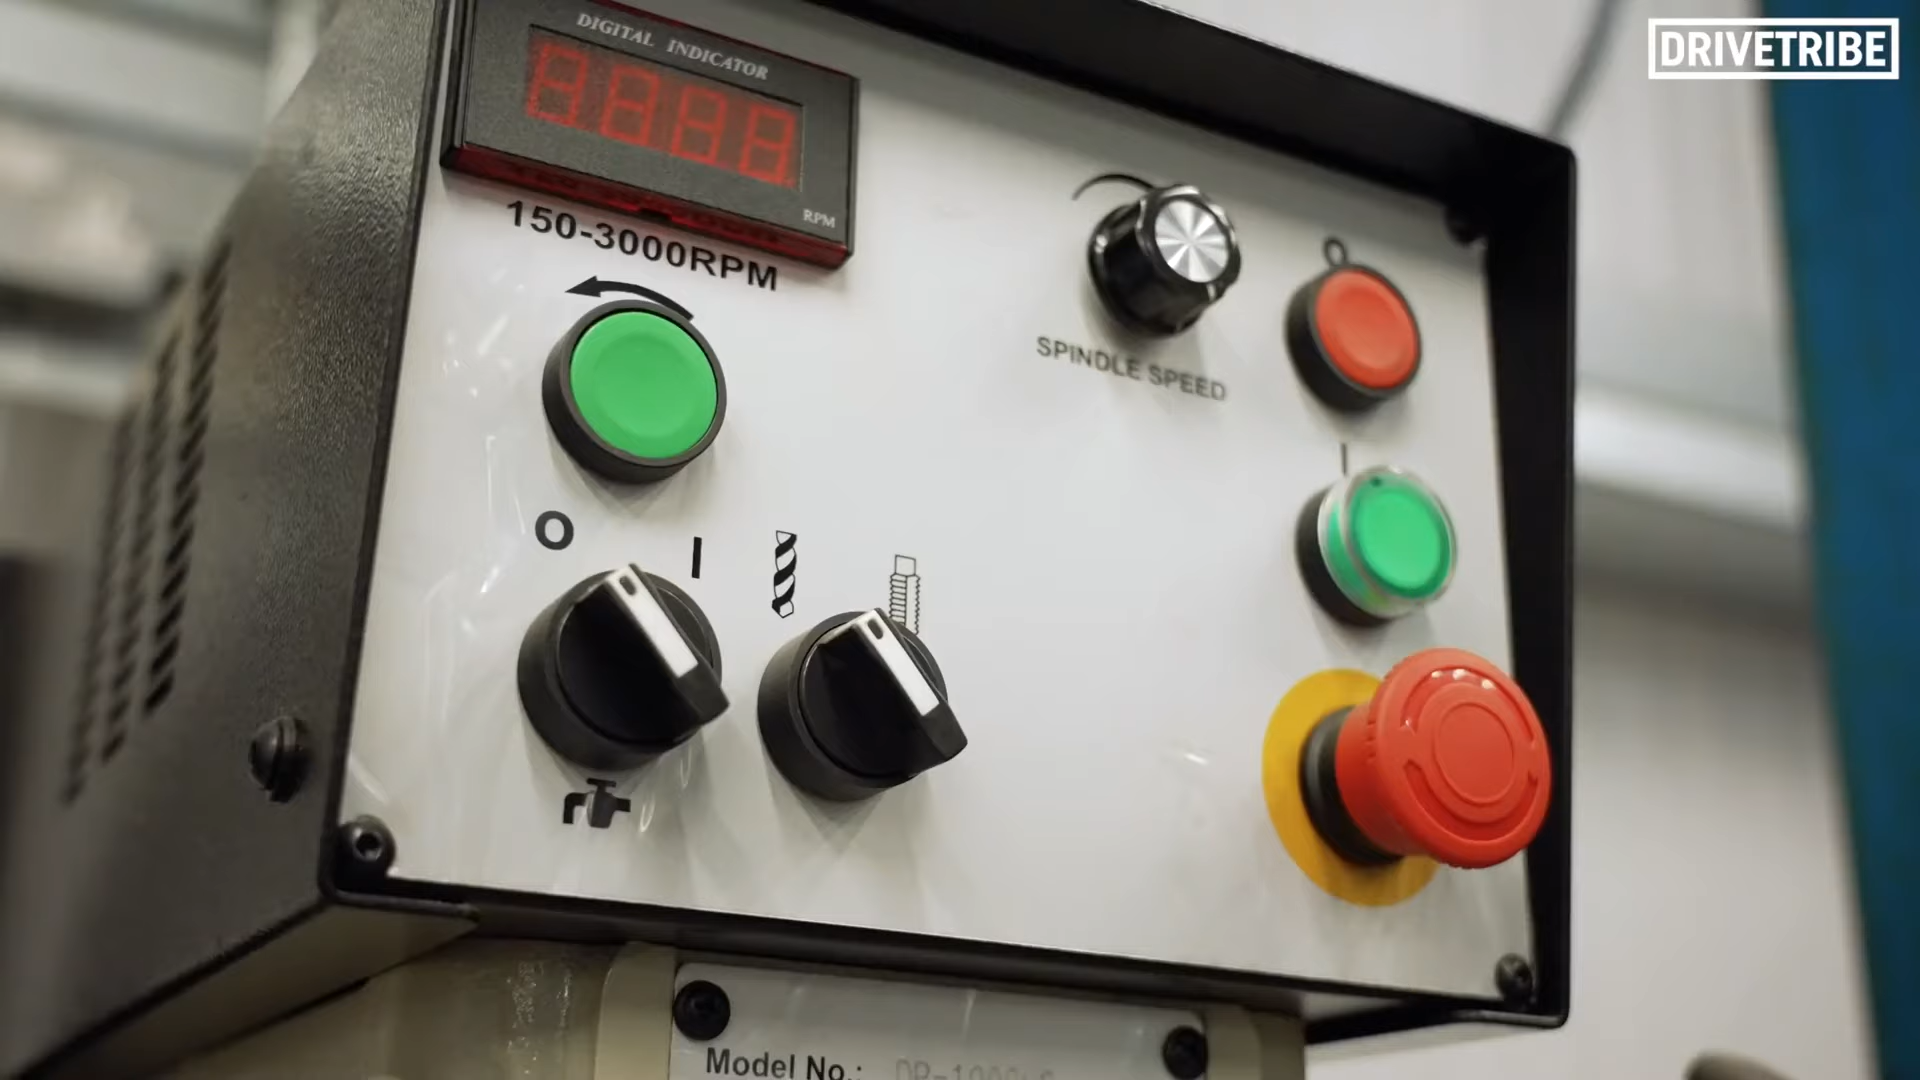 DRIVETRIBE
DIGITAL INDICATOR
RPM
150-3000RPM
SPINDLE SPEED
O
I
O
I
Model No.: